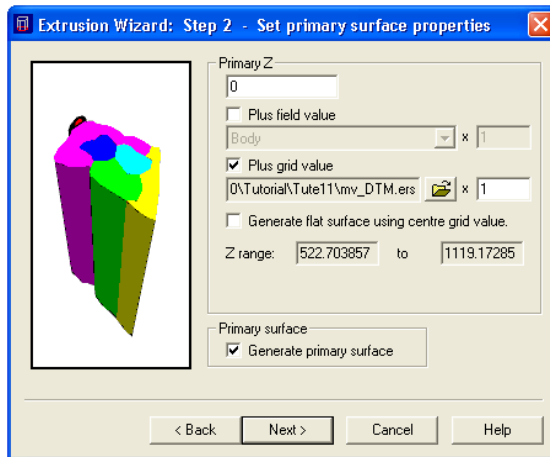 Extrusion Wizard: Step 2 - Set primary surface properties
Primary Z
0
Plus field value
Body x 1
Plus grid value
0\Tutorial\Tute11\mv_DTM.ers x 1
Generate flat surface using centre grid value.
Z range: 522.703857 to 1119.17285
Primary surface
Generate primary surface
< Back Next > Cancel Help